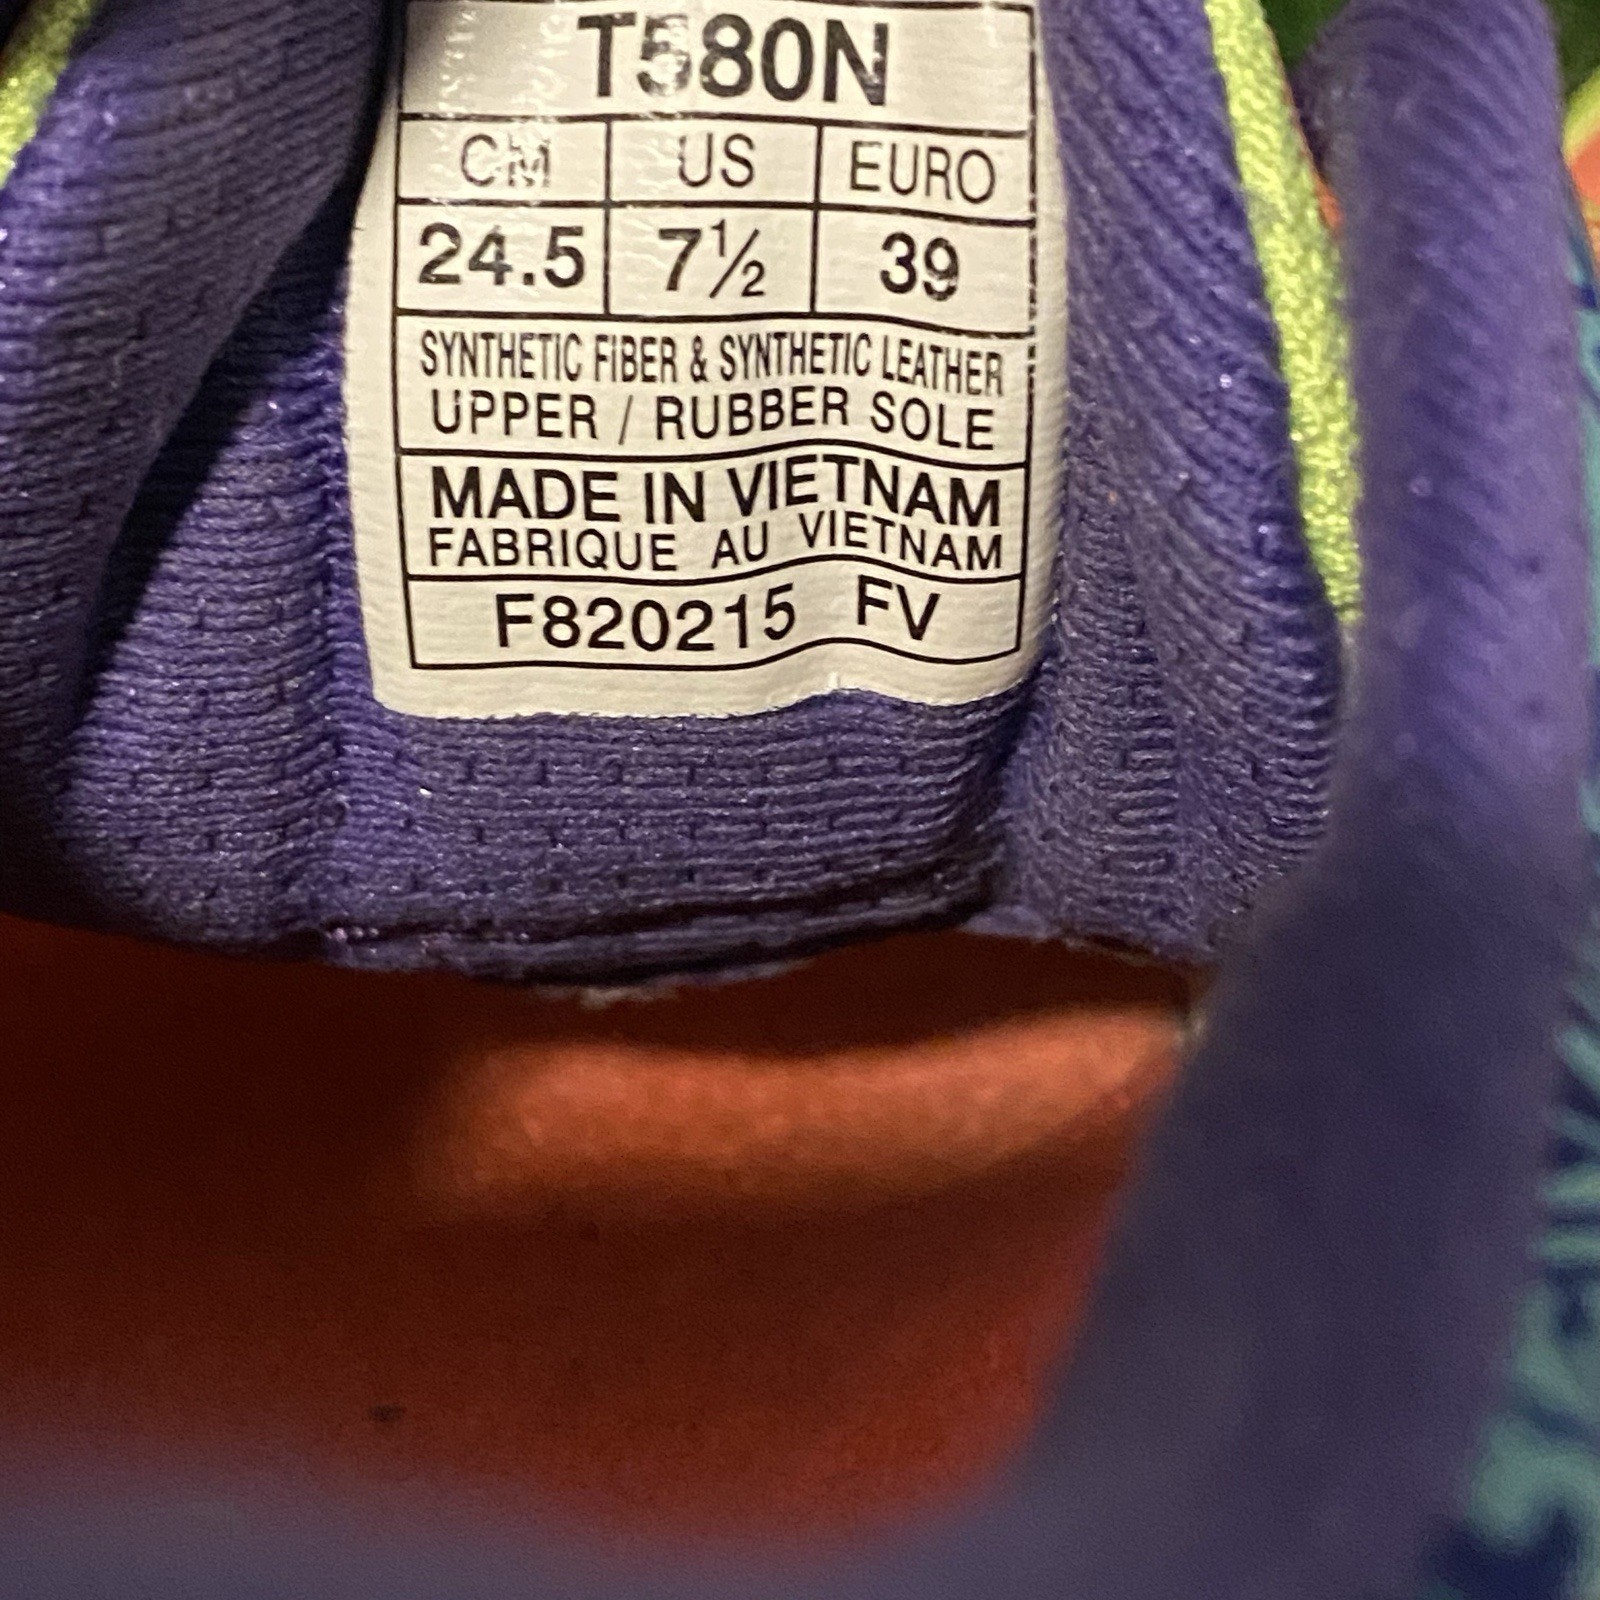 T580N
CM US EURO
24.5 7½ 39
SYNTHETIC FIBER & SYNTHETIC LEATHER
UPPER / RUBBER SOLE
MADE IN VIETNAM
FABRIQUE AU VIETNAM
F820215 FV